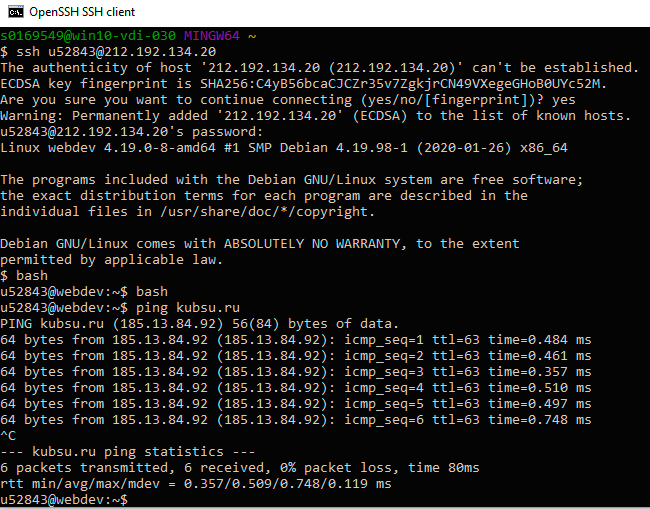 OpenSSH SSH client
s0169549@win10-vdi-030 MINGW64 ~
$ ssh u52843@212.192.134.20
The authenticity of host '212.192.134.20 (212.192.134.20)' can't be established.
ECDSA key fingerprint is SHA256:C4yB56bcaCJCZr35v7ZgkjrCN49VXegeGHoB0UYc52M.
Are you sure you want to continue connecting (yes/no/[fingerprint])? yes
Warning: Permanently added '212.192.134.20' (ECDSA) to the list of known hosts.
u52843@212.192.134.20's password:
Linux webdev 4.19.0-8-amd64 #1 SMP Debian 4.19.98-1 (2020-01-26) x86_64
The programs included with the Debian GNU/Linux system are free software;
the exact distribution terms for each program are described in the
individual files in /usr/share/doc/*/copyright.
Debian GNU/Linux comes with ABSOLUTELY NO WARRANTY, to the extent
permitted by applicable law.
$ bash
u52843@webdev:~$ bash
u52843@webdev:~$ ping kubsu.ru
PING kubsu.ru (185.13.84.92) 56(84) bytes of data.
64 bytes from 185.13.84.92 (185.13.84.92): icmp_seq=1 ttl=63 time=0.484 ms
64 bytes from 185.13.84.92 (185.13.84.92): icmp_seq=2 ttl=63 time=0.461 ms
64 bytes from 185.13.84.92 (185.13.84.92): icmp_seq=3 ttl=63 time=0.357 ms
64 bytes from 185.13.84.92 (185.13.84.92): icmp_seq=4 ttl=63 time=0.510 ms
64 bytes from 185.13.84.92 (185.13.84.92): icmp_seq=5 ttl=63 time=0.497 ms
64 bytes from 185.13.84.92 (185.13.84.92): icmp_seq=6 ttl=63 time=0.748 ms
^C
--- kubsu.ru ping statistics ---
6 packets transmitted, 6 received, 0% packet loss, time 80ms
rtt min/avg/max/mdev = 0.357/0.509/0.748/0.119 ms
u52843@webdev:~$